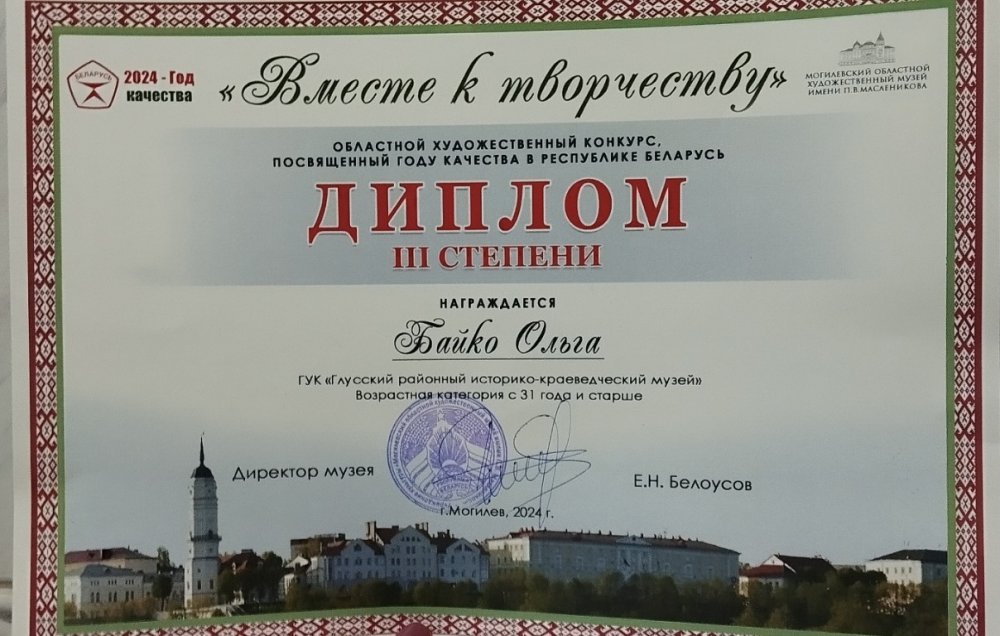 БЕЛАРУСЬ
2024 - Год
качества
«Вместе к творчеству»
МОГИЛЕВСКИЙ ОБЛАСТНОЙ
ХУДОЖЕСТВЕННЫЙ МУЗЕЙ
ИМЕНИ П.В.МАСЛЕНИКОВА
ОБЛАСТНОЙ ХУДОЖЕСТВЕННЫЙ КОНКУРС,
ПОСВЯЩЕННЫЙ ГОДУ КАЧЕСТВА В РЕСПУБЛИКЕ БЕЛАРУСЬ
ДИПЛОМ
III СТЕПЕНИ
НАГРАЖДАЕТСЯ
Байко Ольга
ГУК «Глусский районный историко-краеведческий музей»
Возрастная категория с 31 года и старше
Директор музея
Е.Н. Белоусов
г.Могилев, 2024 г.